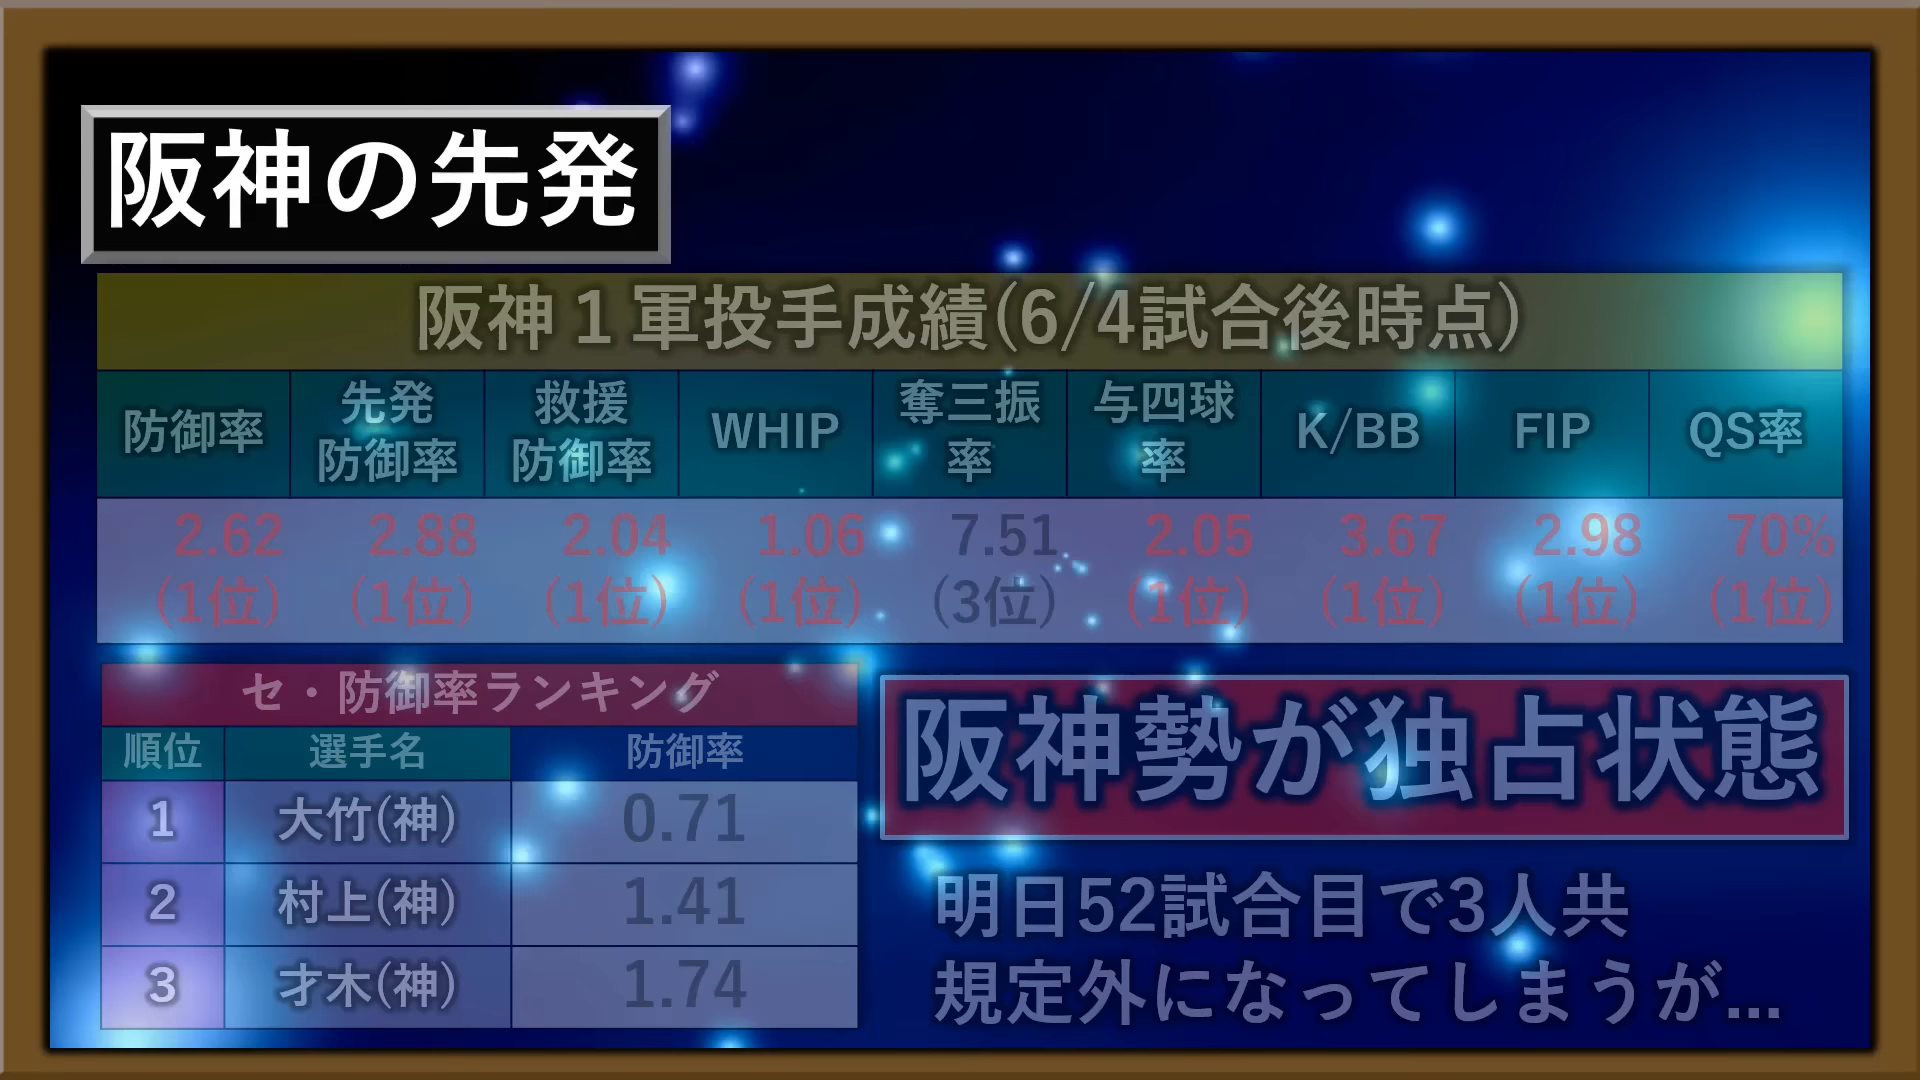 阪神の先発
阪神１軍投手成績(6/4試合後時点)
防御率 先発防御率 救援防御率 WHIP 奪三振率 与四球率 K/BB FIP QS率
2.62 2.88 2.04 1.06 7.51 2.05 3.67 2.98 70%
(1位) (1位) (1位) (1位) (3位) (1位) (1位) (1位) (1位)
セ・防御率ランキング
順位 選手名 防御率
1 大竹(神) 0.71
2 村上(神) 1.41
3 才木(神) 1.74
阪神勢が独占状態
明日52試合目で3人共
規定外になってしまうが...